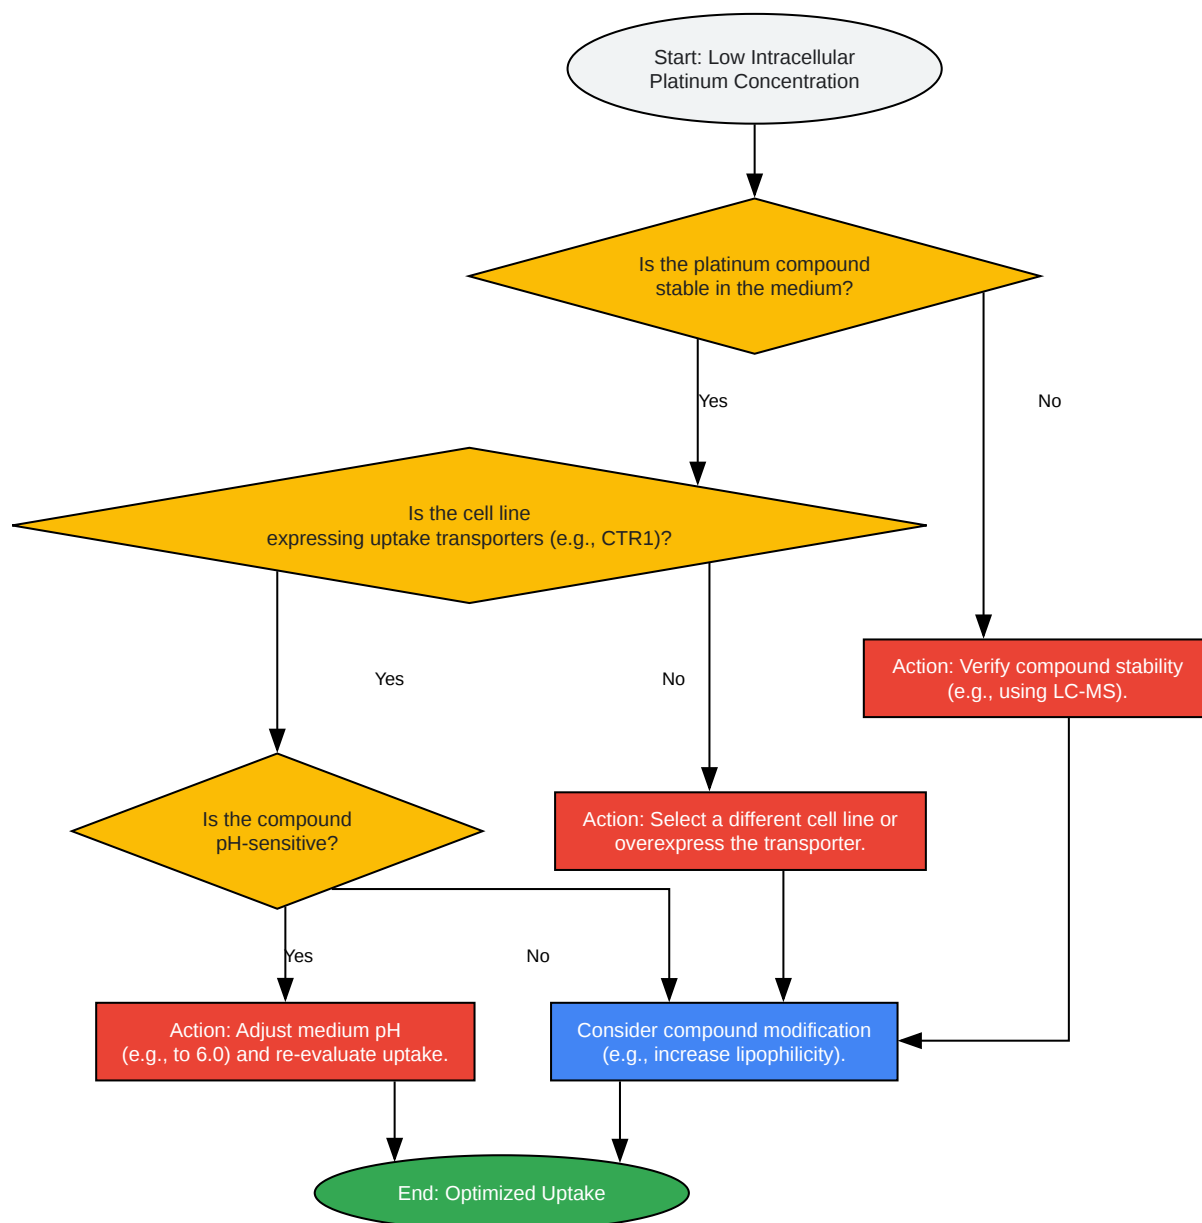 Start: Low Intracellular
Platinum Concentration
Is the platinum compound
stable in the medium?
Yes
No
Is the cell line
expressing uptake transporters (e.g., CTR1)?
Yes
No
Action: Verify compound stability
(e.g., using LC-MS).
Is the compound
pH-sensitive?
Action: Select a different cell line or
overexpress the transporter.
Yes
No
Action: Adjust medium pH
(e.g., to 6.0) and re-evaluate uptake.
Consider compound modification
(e.g., increase lipophilicity).
End: Optimized Uptake